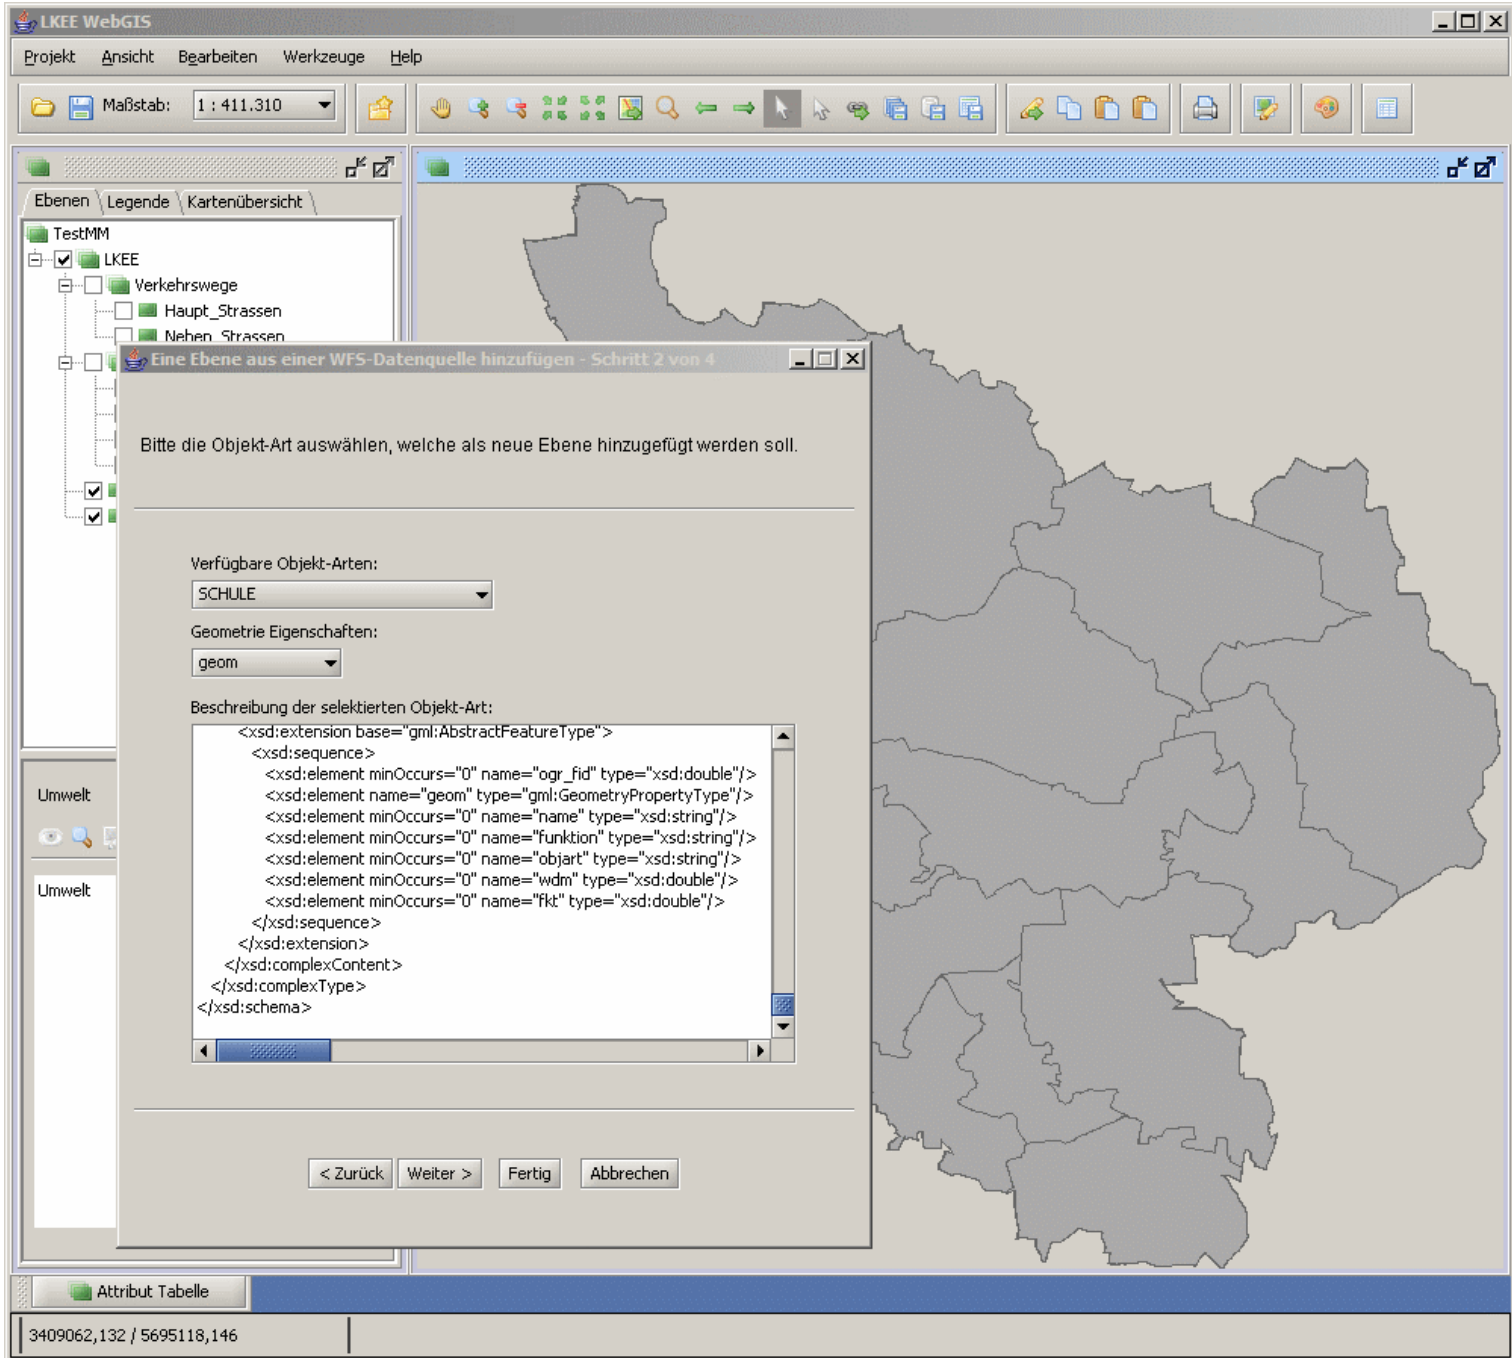 LKEE WebGIS
Projekt Ansicht Bearbeiten Werkzeuge Help
Maßstab: 1 : 411.310
Ebenen Legende Kartenübersicht
TestMM
LKEE
Verkehrswege
Haupt_Strassen
Neben_Strassen
Eine Ebene aus einer WFS-Datenquelle hinzufügen - Schritt 2 von 4
Bitte die Objekt-Art auswählen, welche als neue Ebene hinzugefügt werden soll.
Verfügbare Objekt-Arten:
SCHULE
Geometrie Eigenschaften:
geom
Beschreibung der selektierten Objekt-Art:
<xsd:extension base="gml:AbstractFeatureType">
<xsd:sequence>
<xsd:element minOccurs="0" name="ogr_fid" type="xsd:double"/>
<xsd:element name="geom" type="gml:GeometryPropertyType"/>
<xsd:element minOccurs="0" name="name" type="xsd:string"/>
<xsd:element minOccurs="0" name="funktion" type="xsd:string"/>
<xsd:element minOccurs="0" name="objart" type="xsd:string"/>
<xsd:element minOccurs="0" name="wdm" type="xsd:double"/>
<xsd:element minOccurs="0" name="fkt" type="xsd:double"/>
</xsd:sequence>
</xsd:extension>
</xsd:complexContent>
</xsd:complexType>
</xsd:schema>
< Zurück Weiter > Fertig Abbrechen
Umwelt
Umwelt
Attribut Tabelle
3409062,132 / 5695118,146